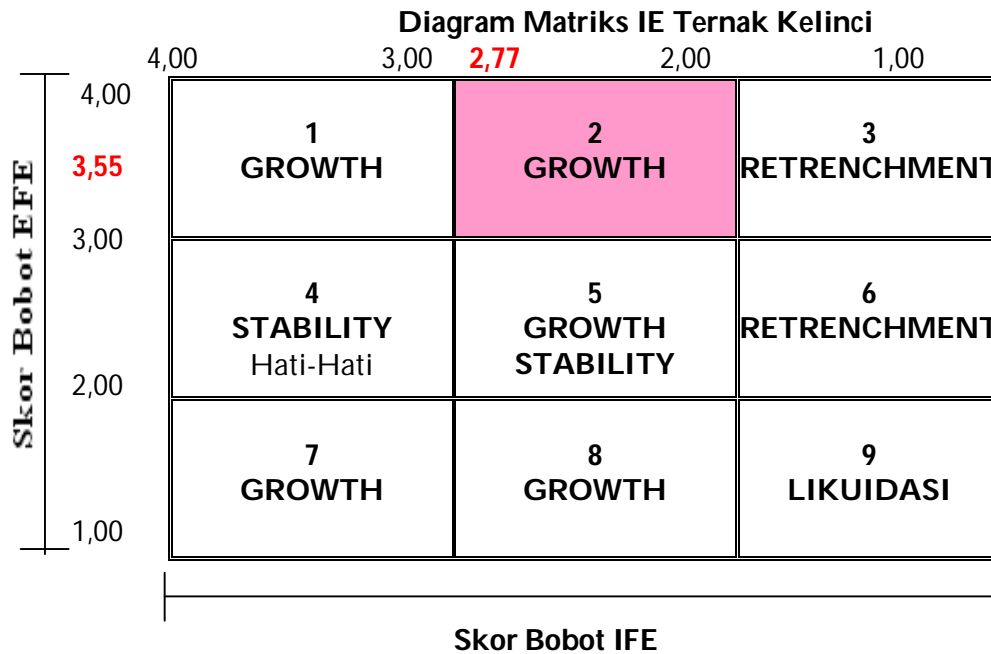 Diagram Matriks IE Ternak Kelinci
4,00 3,00 2,77 2,00 1,00
4,00
3,55
3,00
2,00
1,00
Skor Bobot EFE
1
GROWTH
2
GROWTH
3
RETRENCHMENT
4
STABILITY
Hati-Hati
5
GROWTH
STABILITY
6
RETRENCHMENT
7
GROWTH
8
GROWTH
9
LIKUIDASI
Skor Bobot IFE